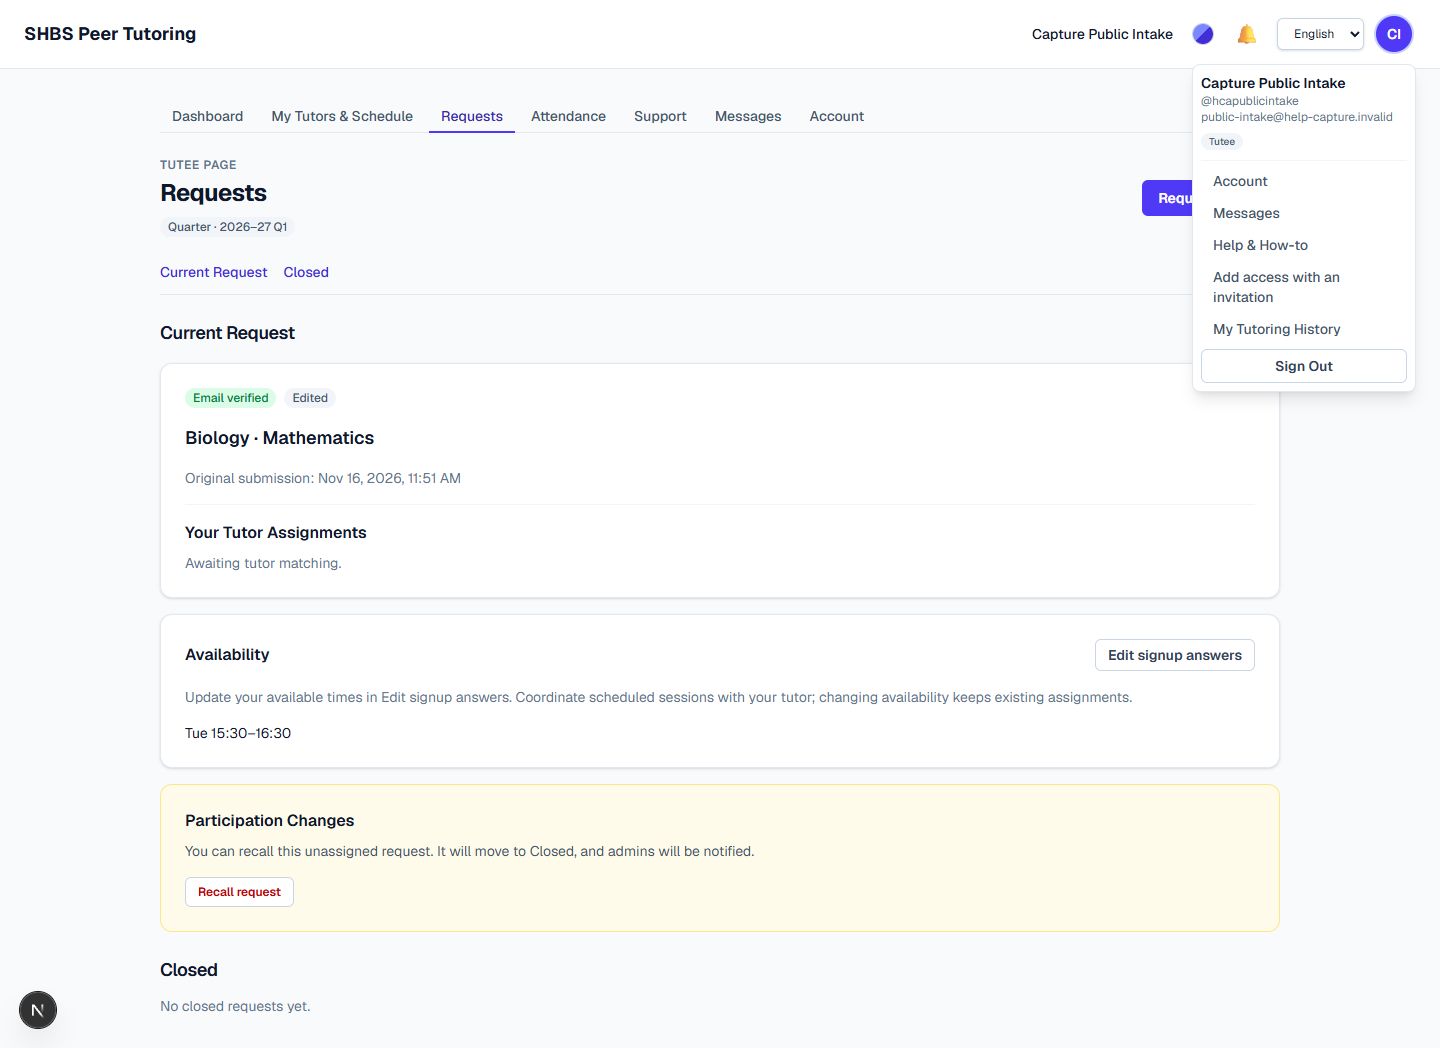 SHBS Peer Tutoring
Capture Public Intake
English
CI
Capture Public Intake
@hcapublicintake
public-intake@help-capture.invalid
Tutee
Account
Messages
Help & How-to
Add access with an
invitation
My Tutoring History
Sign Out
Dashboard
My Tutors & Schedule
Requests
Attendance
Support
Messages
Account
TUTEE PAGE
Requests
Quarter · 2026–27 Q1
Current Request
Closed
Current Request
Email verified
Edited
Biology · Mathematics
Original submission: Nov 16, 2026, 11:51 AM
Your Tutor Assignments
Awaiting tutor matching.
Availability
Edit signup answers
Update your available times in Edit signup answers. Coordinate scheduled sessions with your tutor; changing availability keeps existing assignments.
Tue 15:30–16:30
Participation Changes
You can recall this unassigned request. It will move to Closed, and admins will be notified.
Recall request
Closed
No closed requests yet.
N